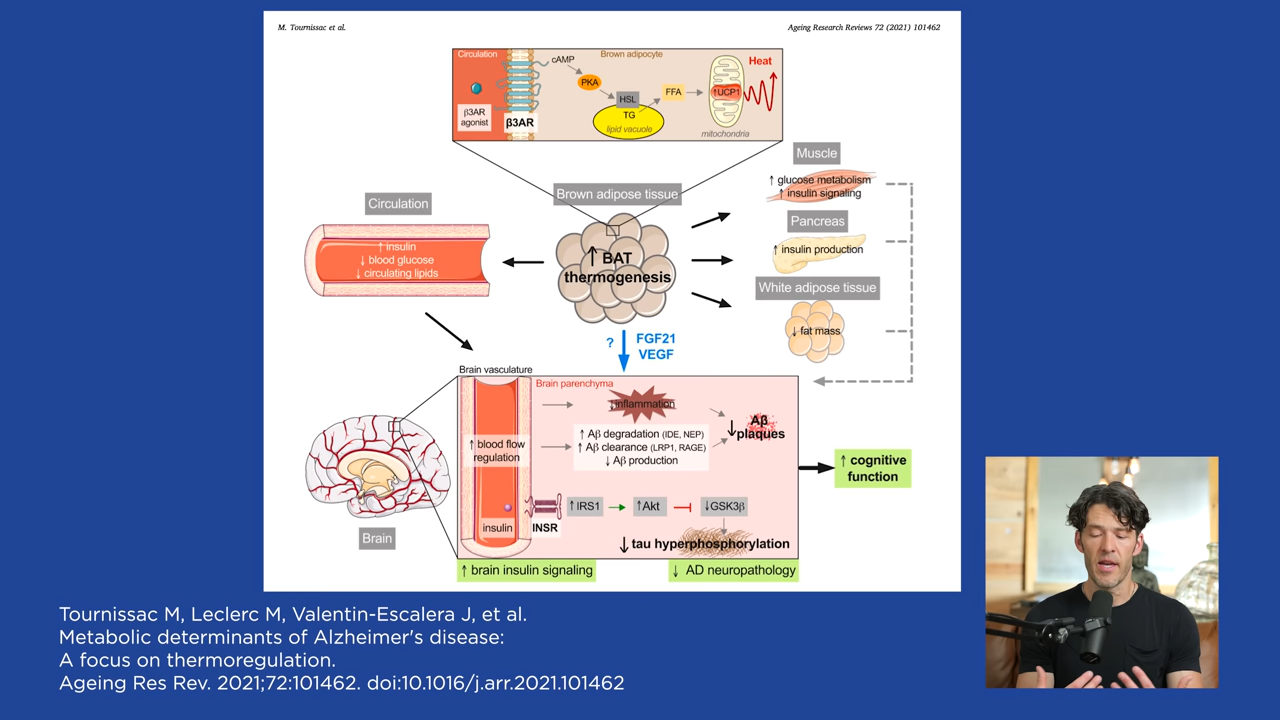 M. Tournissac et al.
Ageing Research Reviews 72 (2021) 101462
Circulation
Brown adipocyte
cAMP
PKA
HSL
FFA
TG
lipid vacuole
↑UCP1
Heat
mitochondria
β3AR
agonist
β3AR
Brown adipose tissue
↑ BAT
thermogenesis
Circulation
↑ insulin
↓ blood glucose
↓ circulating lipids
Muscle
↑ glucose metabolism
↑ insulin signaling
Pancreas
↑ insulin production
White adipose tissue
↓ fat mass
?
FGF21
VEGF
Brain vasculature
Brain parenchyma
↓inflammation
↑ Aβ degradation (IDE, NEP)
↑ Aβ clearance (LRP1, RAGE)
↓ Aβ production
↓ Aβ
plaques
↑ blood flow
regulation
insulin
INSR
↑ IRS1
↑Akt
↓GSK3β
↓ tau hyperphosphorylation
Brain
↑ brain insulin signaling
↓ AD neuropathology
↑ cognitive
function
Tournissac M, Leclerc M, Valentin-Escalera J, et al.
Metabolic determinants of Alzheimer's disease:
A focus on thermoregulation.
Ageing Res Rev. 2021;72:101462. doi:10.1016/j.arr.2021.101462